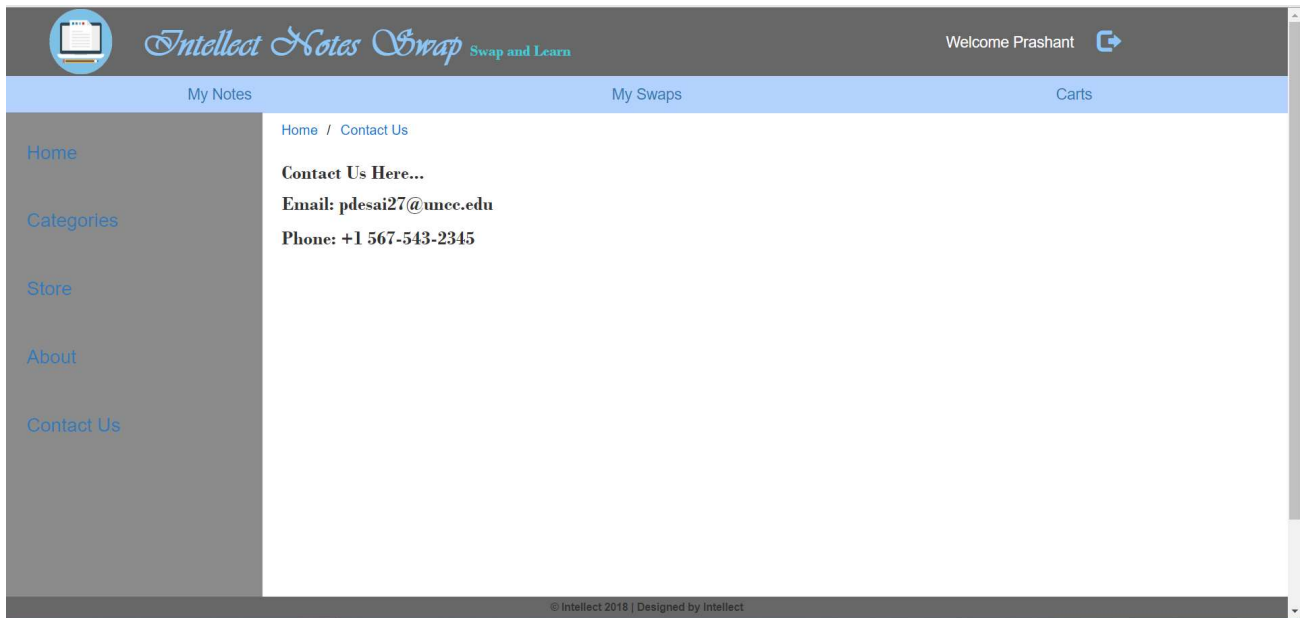 Intellect Notes Swap Swap and Learn
Welcome Prashant
My Notes My Swaps Carts
Home
Categories
Store
About
Contact Us
Home / Contact Us
Contact Us Here...
Email: pdesai27@uncc.edu
Phone: +1 567-543-2345
© Intellect 2018 | Designed by Intellect